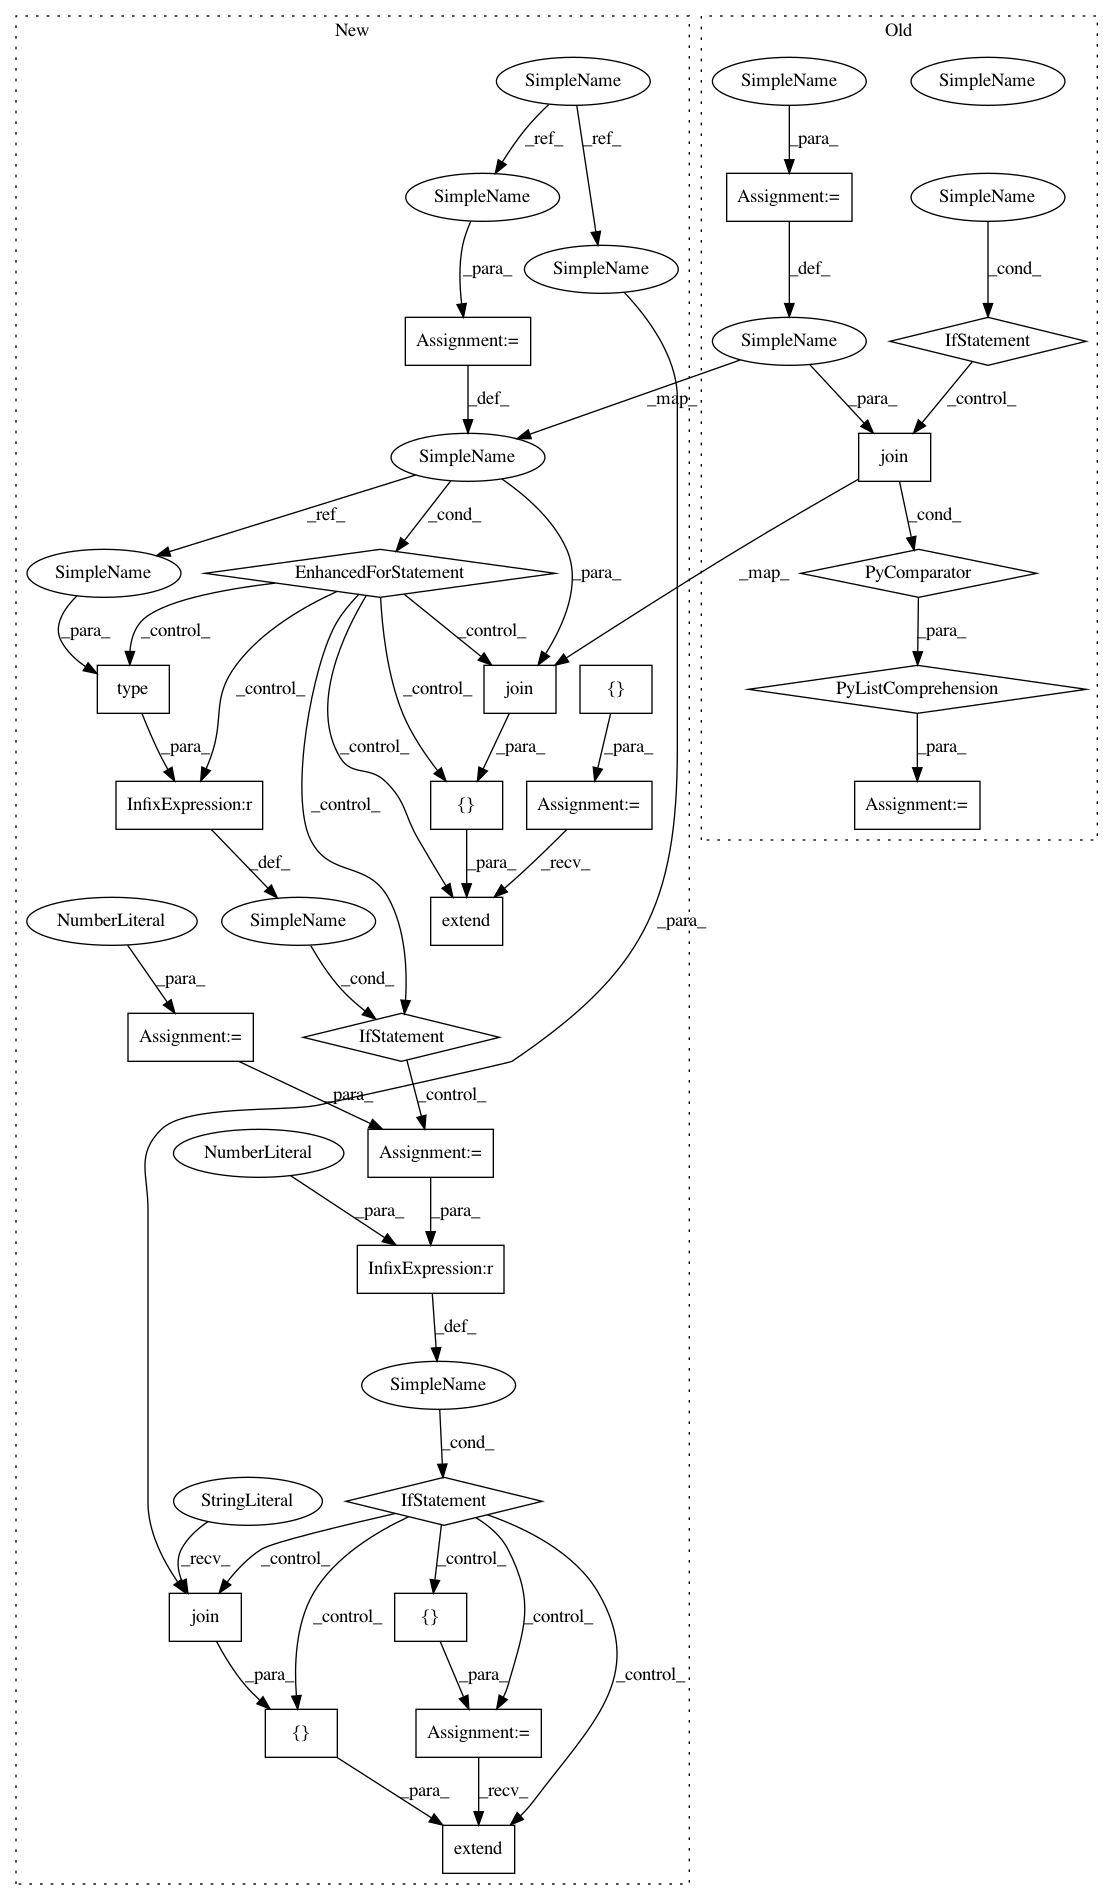 New
Old
SimpleName
SimpleName
SimpleName
_ref_
_ref_
_para_
SimpleName
Assignment:=
SimpleName
SimpleName
_para_
_def_
_cond_
Assignment:=
SimpleName
IfStatement
_def_
_map_
_para_
_control_
SimpleName
join
_ref_
_cond_
_cond_
SimpleName
EnhancedForStatement
_para_
_map_
PyComparator
_para_
_control_
_control_
_para_
type
_control_
_control_
join
{}
PyListComprehension
_para_
_control_
_para_
_para_
_para_
InfixExpression:r
_control_
{}
Assignment:=
Assignment:=
_def_
_para_
_recv_
NumberLiteral
SimpleName
extend
_para_
_para_
_cond_
Assignment:=
IfStatement
_para_
_control_
NumberLiteral
Assignment:=
_para_
_para_
InfixExpression:r
_def_
SimpleName
_cond_
StringLiteral
IfStatement
_recv_
_control_
_control_
join
_control_
{}
_control_
_control_
_para_
_para_
{}
Assignment:=
_para_
_recv_
extend